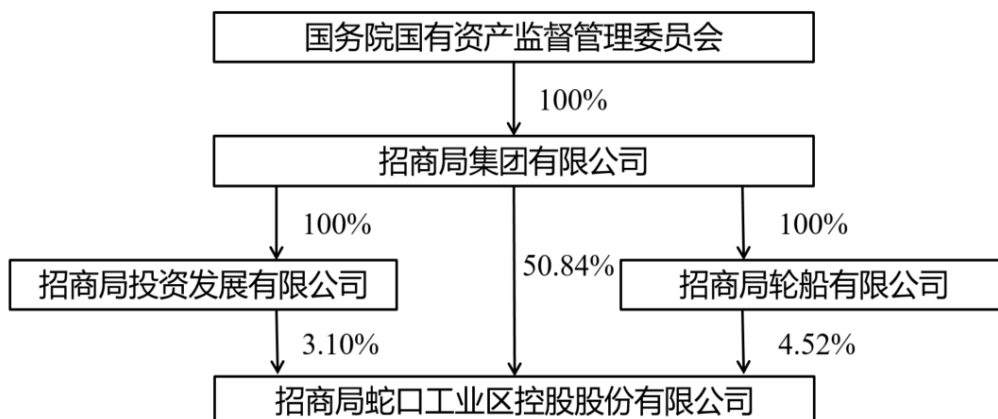 国务院国有资产监督管理委员会
100%
招商局集团有限公司
100%
100%
50.84%
招商局投资发展有限公司
招商局轮船有限公司
3.10%
4.52%
招商局蛇口工业区控股股份有限公司